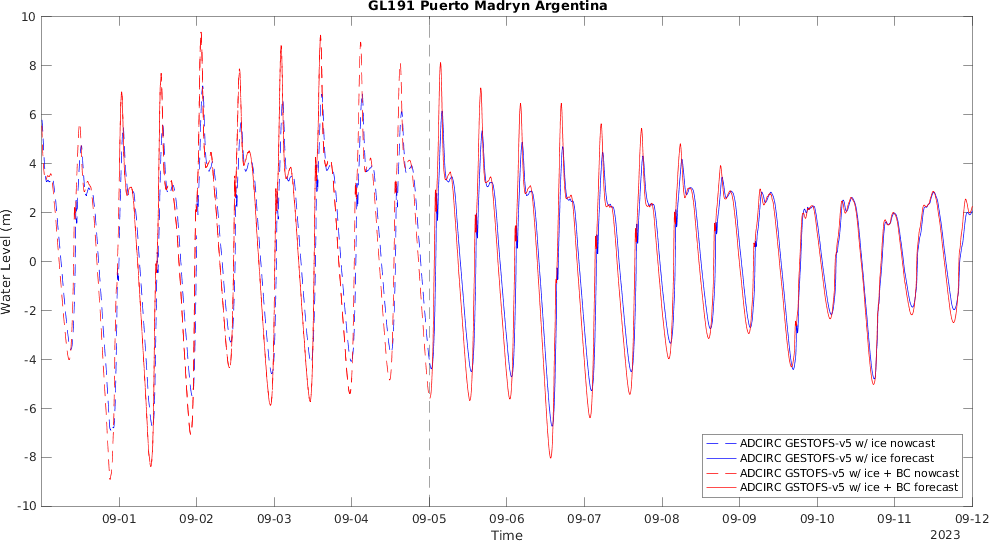 GL191 Puerto Madryn Argentina
10
8
6
4
2
0
-2
-4
-6
-8
-10
Water Level (m)
09-01 09-02 09-03 09-04 09-05 09-06 09-07 09-08 09-09 09-10 09-11 09-12
Time
2023
ADCIRC GESTOFS-v5 w/ ice nowcast
ADCIRC GESTOFS-v5 w/ ice forecast
ADCIRC GSTOFS-v5 w/ ice + BC nowcast
ADCIRC GSTOFS-v5 w/ ice + BC forecast